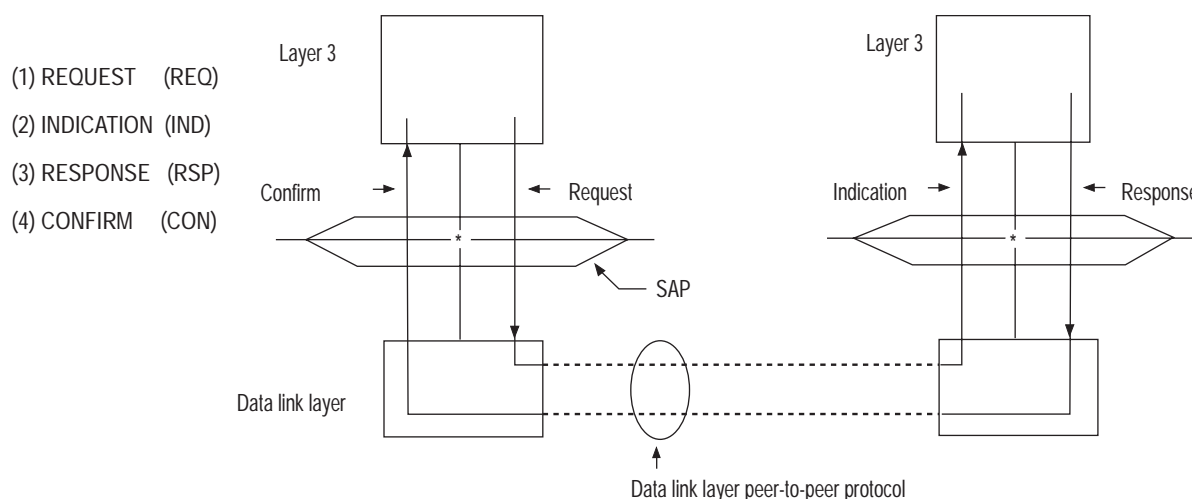 Layer 3
Layer 3
(1) REQUEST (REQ)
(2) INDICATION (IND)
(3) RESPONSE (RSP)
(4) CONFIRM (CON)
Confirm
Request
Indication
Response
*
*
SAP
Data link layer
Data link layer peer-to-peer protocol